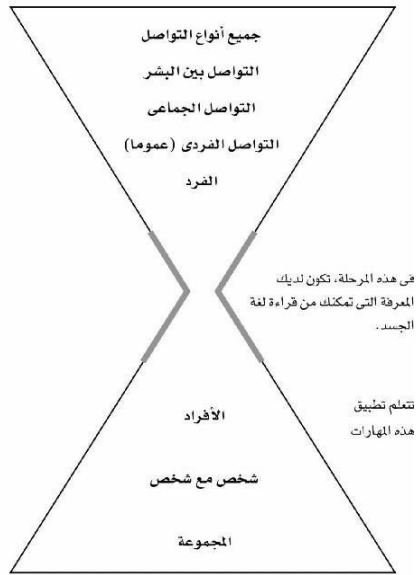 جميع أنواع التواصل
التواصل بين البشر
التواصل الجماعى
التواصل الفردى (عموما)
الفرد
فى هذه المرحلة، تكون لديك
المعرفة التى تمكنك من قراءة لغة
الجسد.
الأفراد
تتعلم تطبيق
هذه المهارات
شخص مع شخص
المجموعة